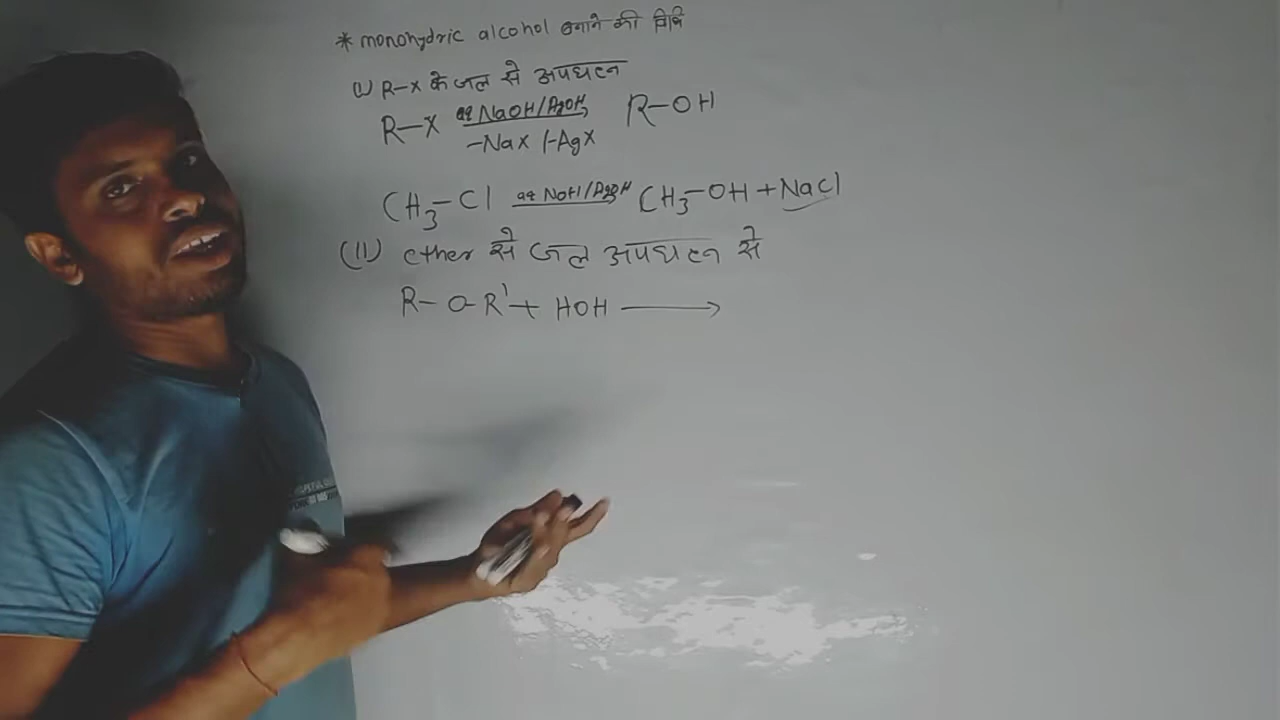 * monohydric alcohol बनाने की विधि
(i) R-X के जल से अपघटन
R-X aq NaOH/AgOH R-OH
-NaX /-AgX
CH3-Cl aq NaOH/AgOH CH3-OH + NaCl
(II) ether से जल अपघटन से
R-O-R' + HOH ⟶